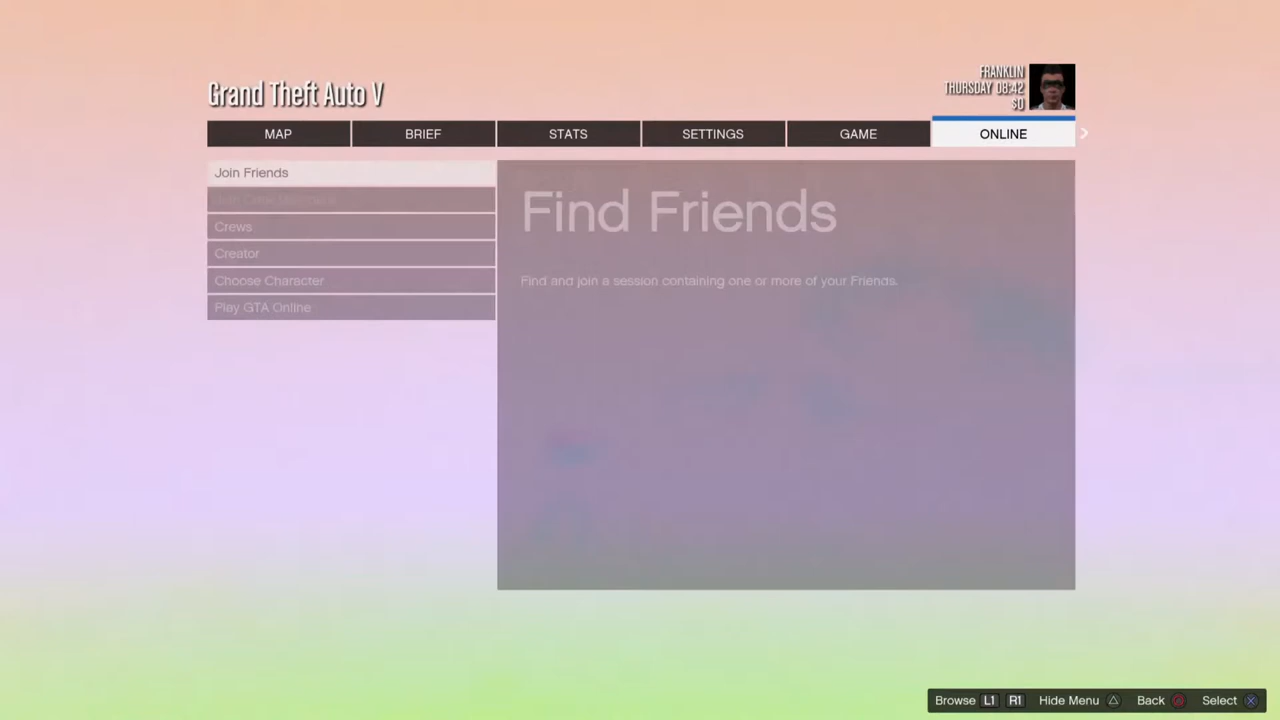 Grand Theft Auto V
FRANKLIN
THURSDAY 08:42
$0
MAP
BRIEF
STATS
SETTINGS
GAME
ONLINE
Join Friends
Crews
Creator
Choose Character
Play GTA Online
Find Friends
Find and join a session containing one or more of your Friends.
Browse L1 R1 Hide Menu Back Select